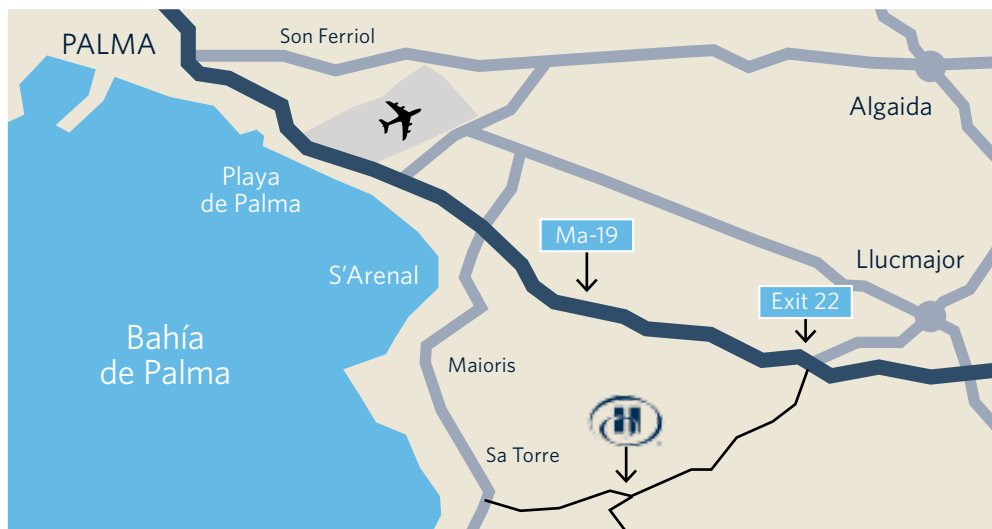 PALMA
Son Ferriol
Algaida
Playa
de Palma
Ma-19
S'Arenal
Llucmajor
Exit 22
Bahía
de Palma
Maioris
H
Sa Torre